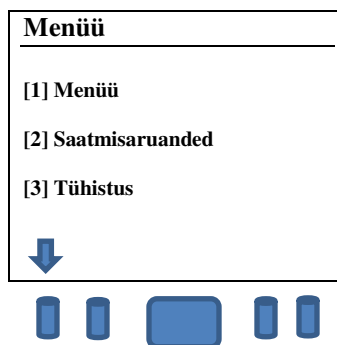 Menüü
[1] Menüü
[2] Saatmisaruanded
[3] Tühistus